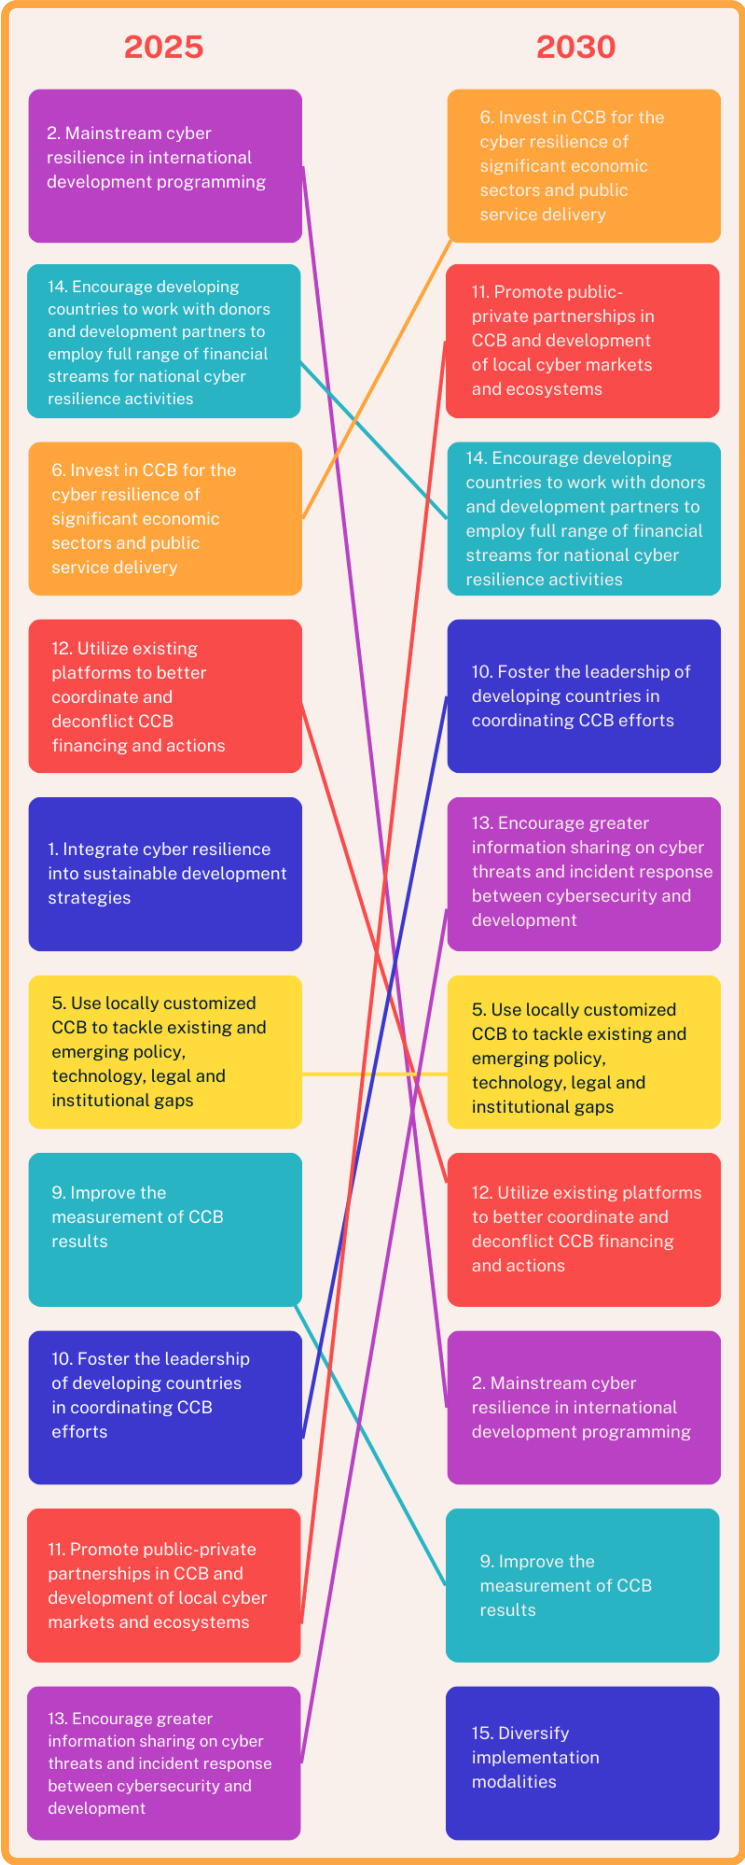 2025
2. Mainstream cyber
resilience in international
development programming
14. Encourage developing
countries to work with donors
and development partners to
employ full range of financial
streams for national cyber
resilience activities
6. Invest in CCB for the
cyber resilience of
significant economic
sectors and public
service delivery
12. Utilize existing
platforms to better
coordinate and
deconflict CCB
financing and actions
1. Integrate cyber resilience
into sustainable development
strategies
5. Use locally customized
CCB to tackle existing and
emerging policy,
technology, legal and
institutional gaps
9. Improve the
measurement of CCB
results
10. Foster the leadership
of developing countries
in coordinating CCB
efforts
11. Promote public-private
partnerships in CCB and
development of local cyber
markets and ecosystems
13. Encourage greater
information sharing on cyber
threats and incident response
between cybersecurity and
development
2030
6. Invest in CCB for the
cyber resilience of
significant economic
sectors and public
service delivery
11. Promote public-
private partnerships in
CCB and development
of local cyber markets
and ecosystems
14. Encourage developing
countries to work with donors
and development partners to
employ full range of financial
streams for national cyber
resilience activities
10. Foster the leadership of
developing countries in
coordinating CCB efforts
13. Encourage greater
information sharing on cyber
threats and incident response
between cybersecurity and
development
5. Use locally customized
CCB to tackle existing and
emerging policy,
technology, legal and
institutional gaps
12. Utilize existing platforms
to better coordinate and
deconflict CCB financing
and actions
2. Mainstream cyber
resilience in international
development programming
9. Improve the
measurement of CCB
results
15. Diversify
implementation
modalities